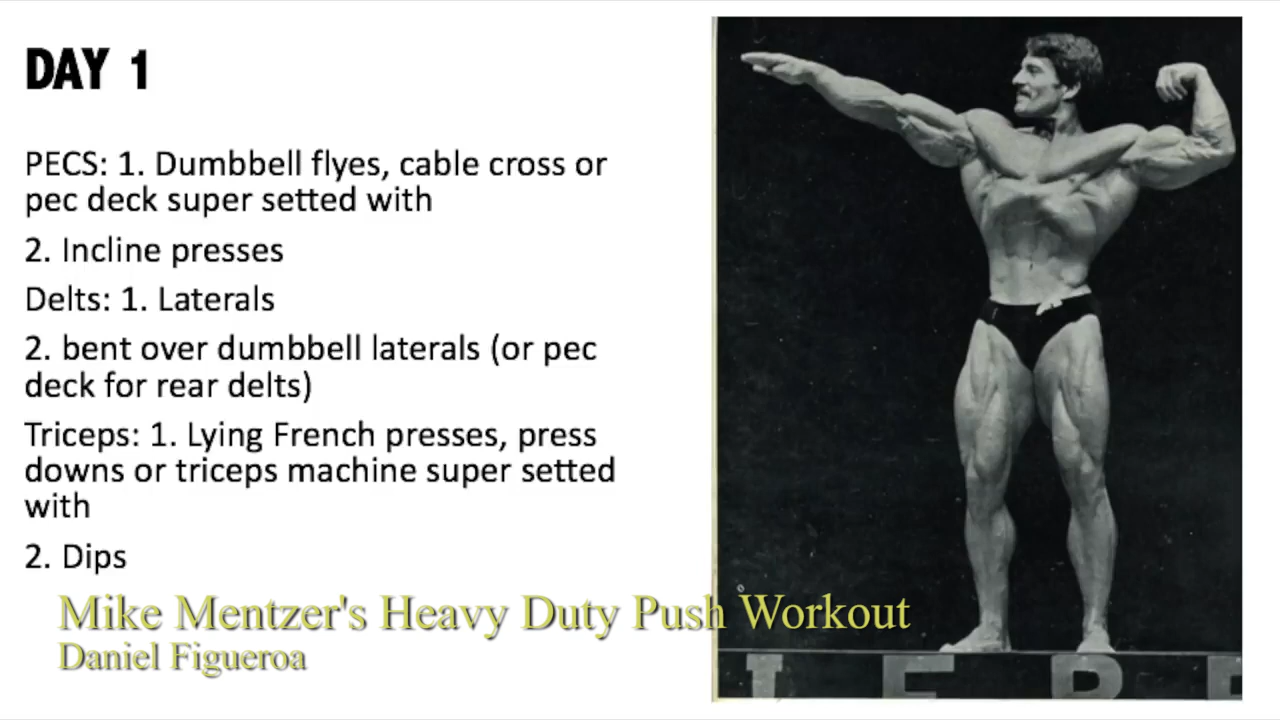 DAY 1
PECS: 1. Dumbbell flyes, cable cross or
pec deck super setted with
2. Incline presses
Delts: 1. Laterals
2. bent over dumbbell laterals (or pec
deck for rear delts)
Triceps: 1. Lying French presses, press
downs or triceps machine super setted
with
2. Dips
Mike Mentzer's Heavy Duty Push Workout
Daniel Figueroa